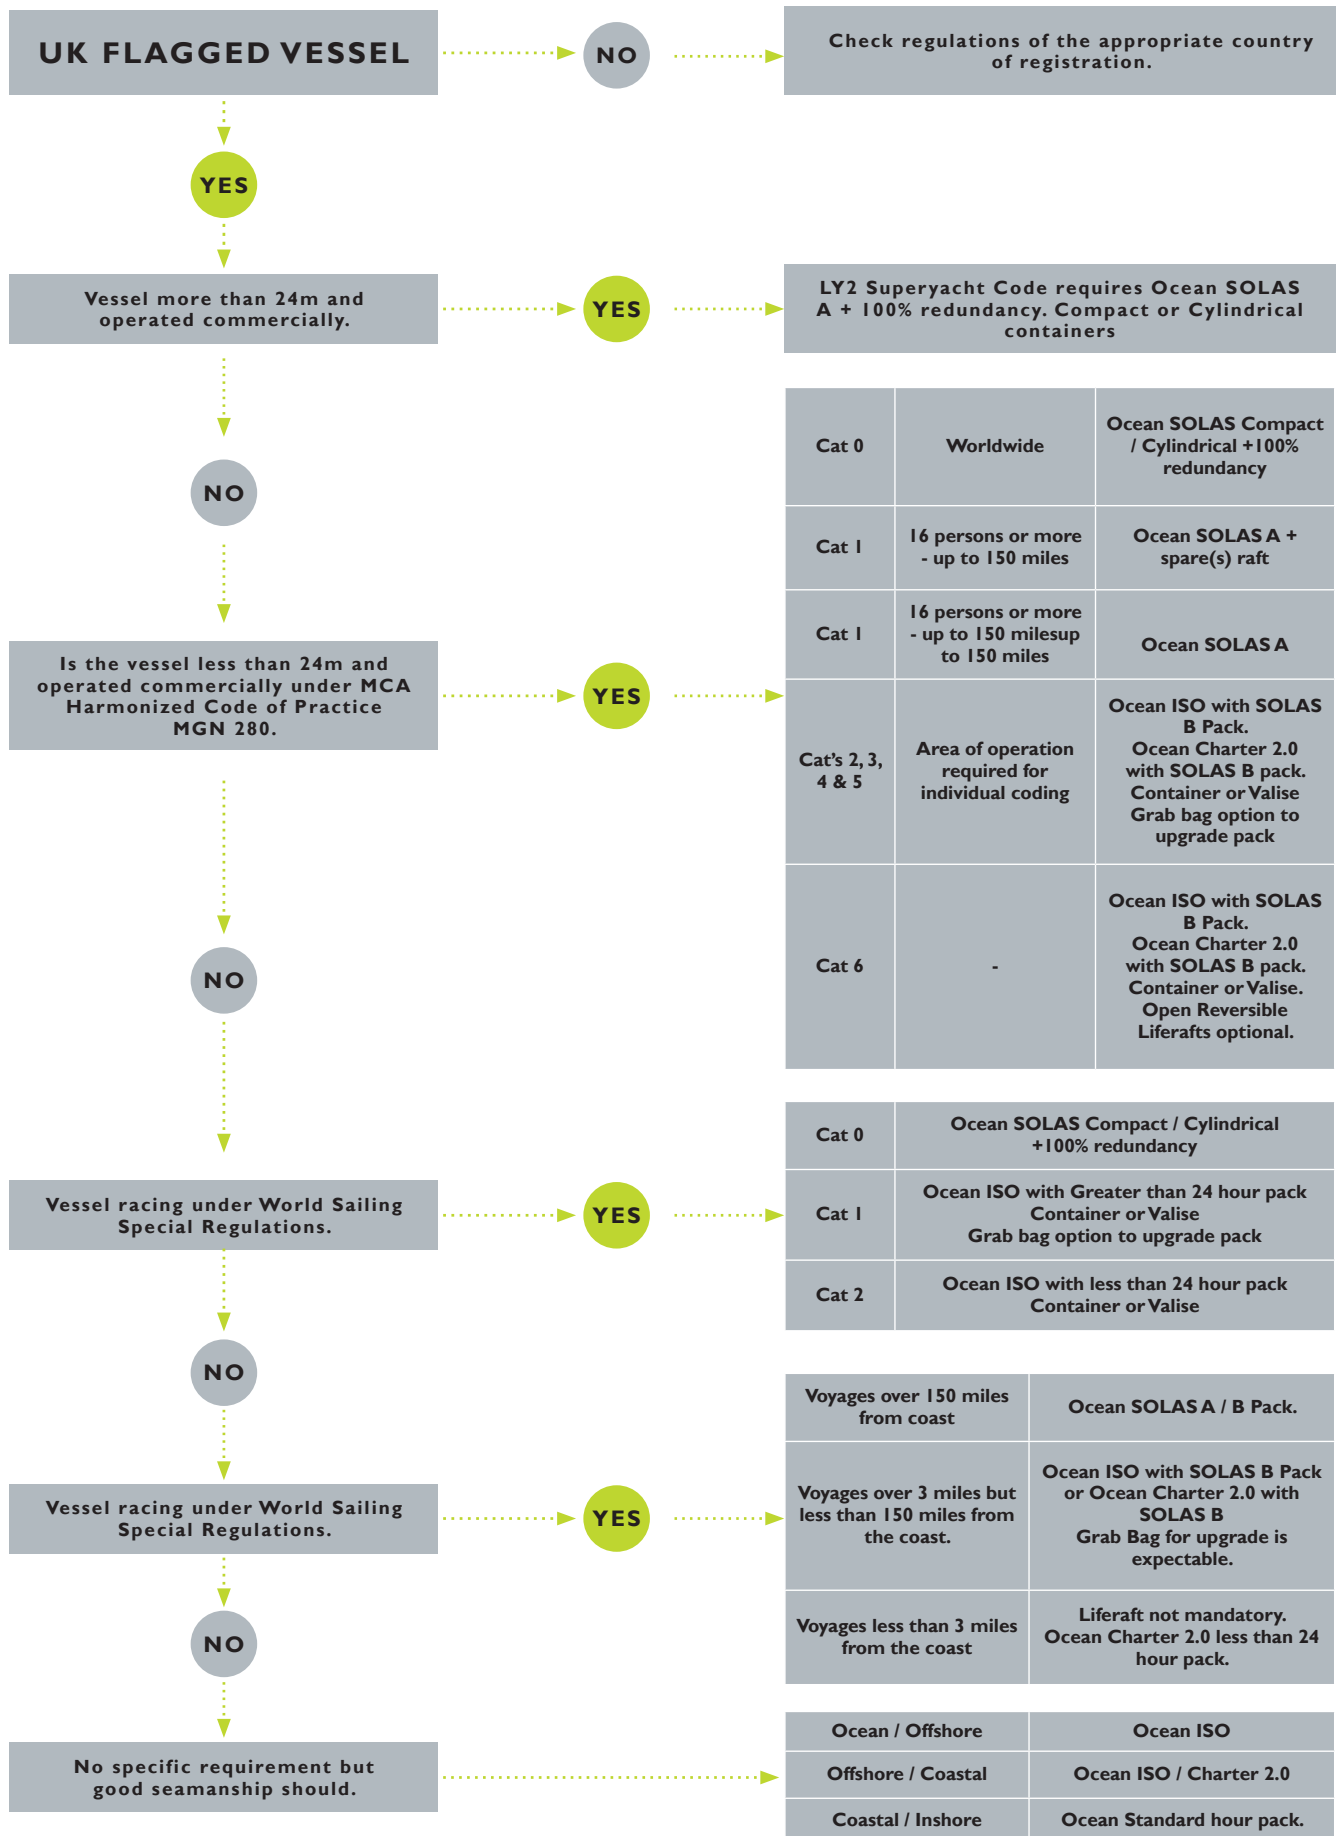 UK FLAGGED VESSEL
NO
Check regulations of the appropriate country
of registration.
YES
Vessel more than 24m and
operated commercially.
YES
LY2 Superyacht Code requires Ocean SOLAS
A + 100% redundancy. Compact or Cylindrical
containers
NO
Cat 0
Worldwide
Ocean SOLAS Compact
/ Cylindrical +100%
redundancy
Cat 1
16 persons or more
- up to 150 miles
Ocean SOLAS A +
spare(s) raft
Cat 1
16 persons or more
- up to 150 milesup
to 150 miles
Ocean SOLAS A
Is the vessel less than 24m and
operated commercially under MCA
Harmonized Code of Practice
MGN 280.
YES
Cat's 2, 3,
4 & 5
Area of operation
required for
individual coding
Ocean ISO with SOLAS
B Pack.
Ocean Charter 2.0
with SOLAS B pack.
Container or Valise
Grab bag option to
upgrade pack
Cat 6
-
Ocean ISO with SOLAS
B Pack.
Ocean Charter 2.0
with SOLAS B pack.
Container or Valise.
Open Reversible
Liferafts optional.
NO
Vessel racing under World Sailing
Special Regulations.
YES
Cat 0
Ocean SOLAS Compact / Cylindrical
+100% redundancy
Cat 1
Ocean ISO with Greater than 24 hour pack
Container or Valise
Grab bag option to upgrade pack
Cat 2
Ocean ISO with less than 24 hour pack
Container or Valise
NO
Vessel racing under World Sailing
Special Regulations.
YES
Voyages over 150 miles
from coast
Ocean SOLAS A / B Pack.
Voyages over 3 miles but
less than 150 miles from
the coast.
Ocean ISO with SOLAS B Pack
or Ocean Charter 2.0 with
SOLAS B
Grab Bag for upgrade is
expectable.
Voyages less than 3 miles
from the coast
Liferaft not mandatory.
Ocean Charter 2.0 less than 24
hour pack.
NO
No specific requirement but
good seamanship should.
Ocean / Offshore
Ocean ISO
Offshore / Coastal
Ocean ISO / Charter 2.0
Coastal / Inshore
Ocean Standard hour pack.